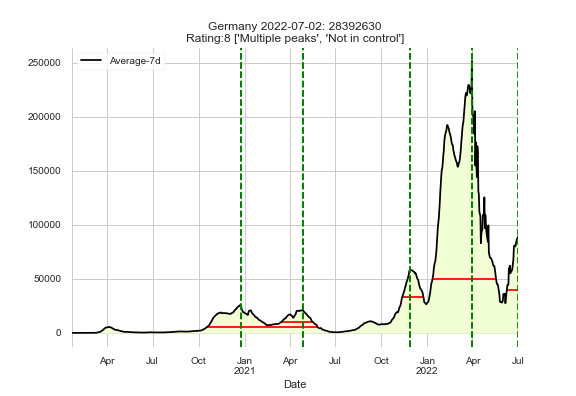 Germany 2022-07-02: 28392630
Rating:8 ['Multiple peaks', 'Not in control']
Average-7d
250000
200000
150000
100000
50000
0
Apr Jul Oct Jan Apr Jul Oct Jan Apr Jul
2021 2022
Date